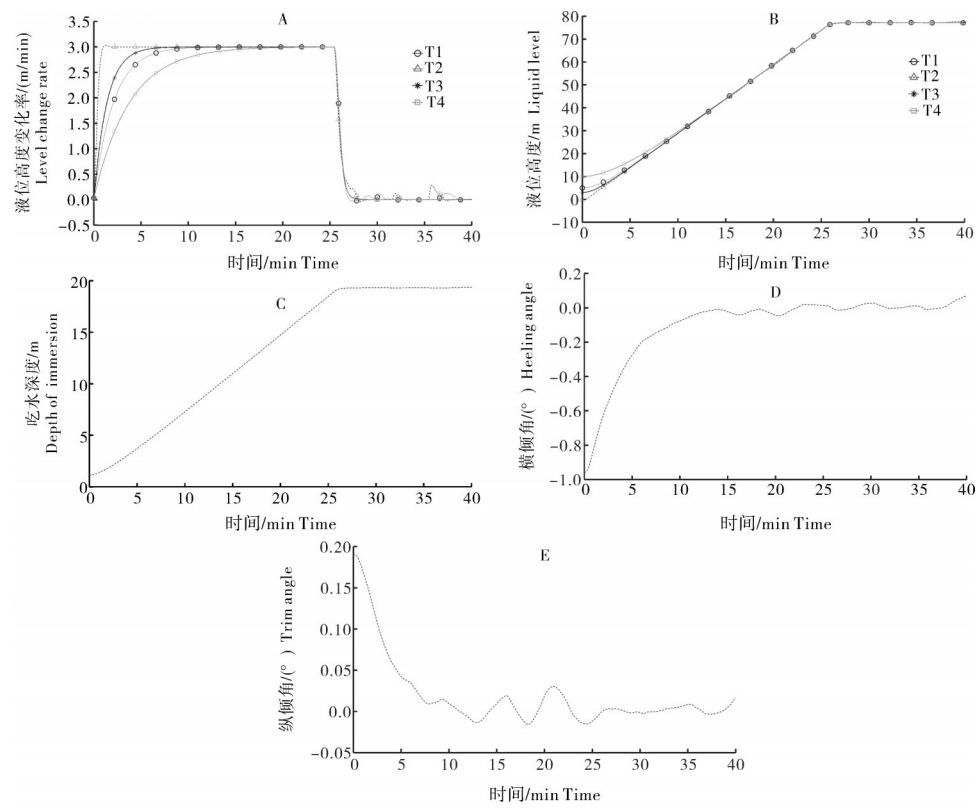 A
液位高度变化率/(m/min)
Level change rate
3.5
3.0
2.5
2.0
1.5
1.0
0.5
0.0
-0.5
0 5 10 15 20 25 30 35 40
时间/min Time
T1
T2
T3
T4
B
液位高度/m Liquid level
80
70
60
50
40
30
20
10
0
-10
0 5 10 15 20 25 30 35 40
时间/min Time
T1
T2
T3
T4
C
吃水深度/m
Depth of immersion
20
15
10
5
0
0 5 10 15 20 25 30 35 40
时间/min Time
D
横倾角/(° ) Heeling angle
0.2
0.0
-0.2
-0.4
-0.6
-0.8
-1.0
0 5 10 15 20 25 30 35 40
时间/min Time
E
纵倾角/(° ) Trim angle
0.20
0.15
0.10
0.05
0.0
-0.05
0 5 10 15 20 25 30 35 40
时间/min Time